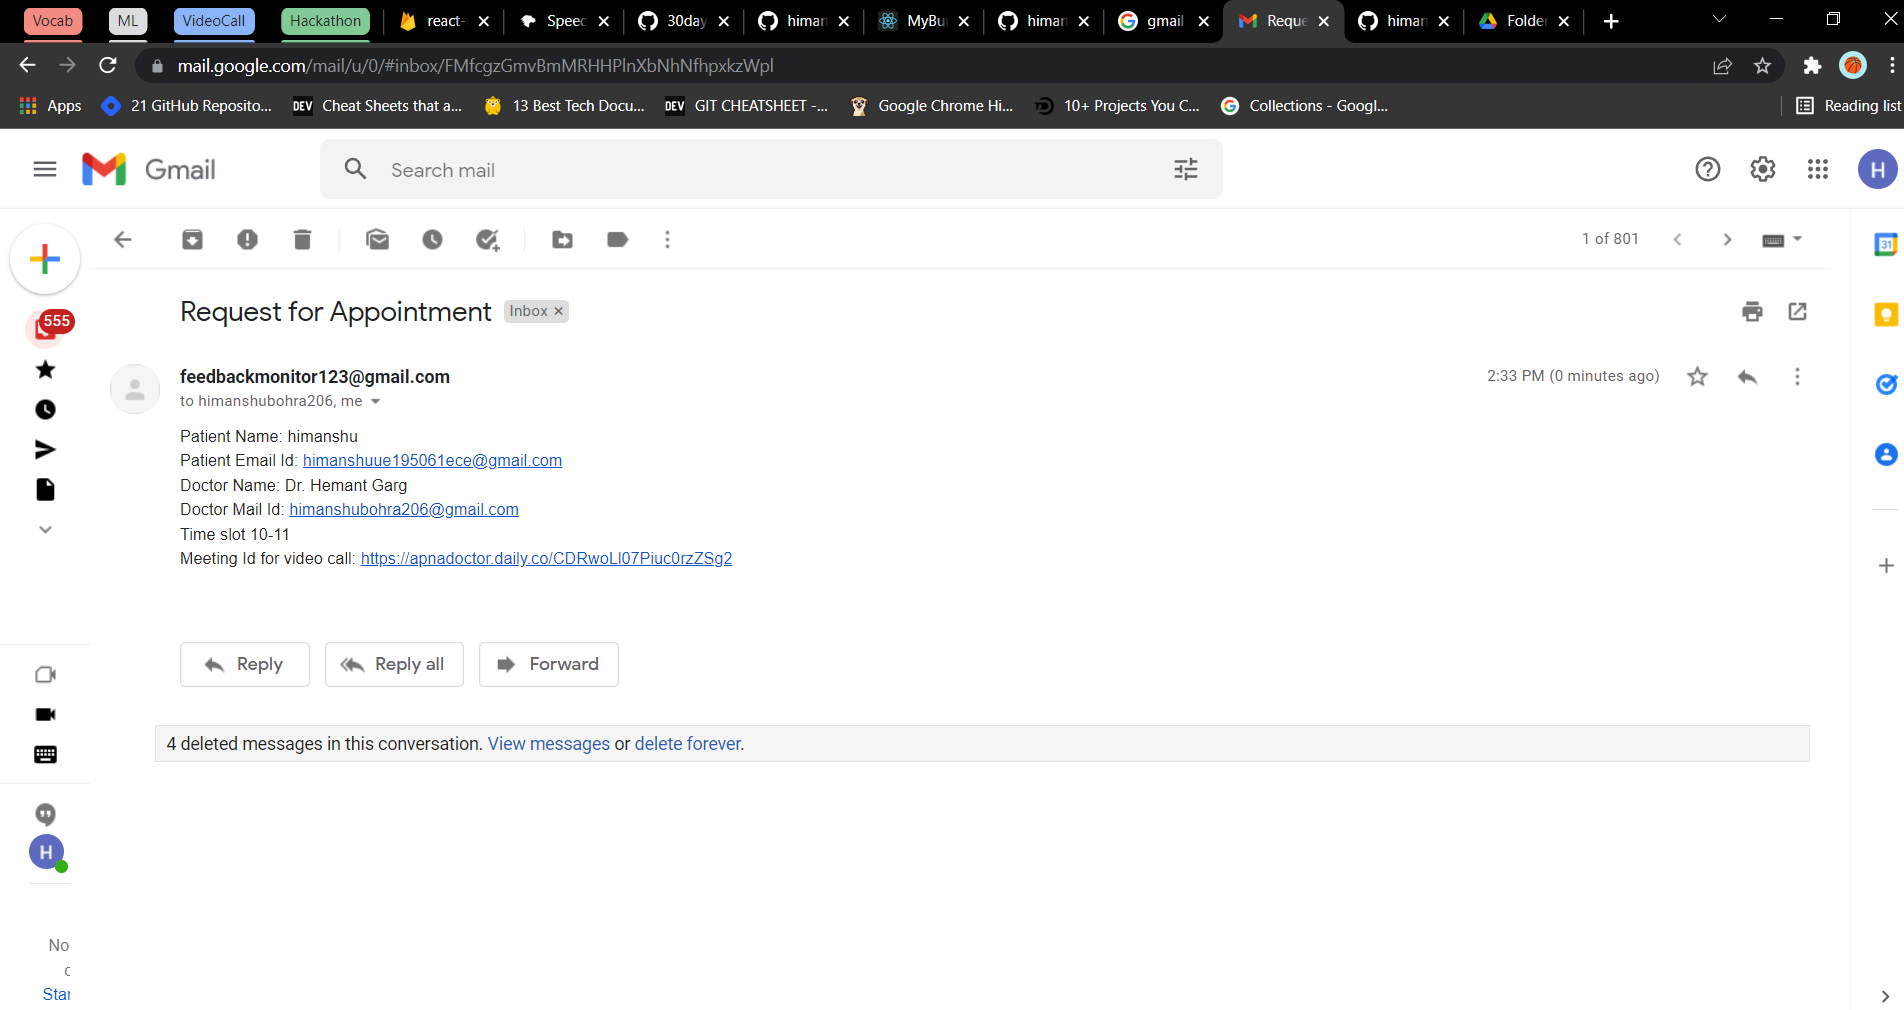 Vocab ML VideoCall Hackathon react- Speec 30day himan MyBu himan gmail Reque himan Folder
mail.google.com/mail/u/0/#inbox/FMfcgzGmvBmMRHHPlnXbNhNfhpxkzWpl
Apps 21 GitHub Reposito... DEV Cheat Sheets that a... 13 Best Tech Docu... DEV GIT CHEATSHEET -... Google Chrome Hi... 10+ Projects You C... Collections - Googl... Reading list
Gmail Search mail H
1 of 801
31
Request for Appointment Inbox ×
555
feedbackmonitor123@gmail.com 2:33 PM (0 minutes ago)
to himanshubohra206, me
Patient Name: himanshu
Patient Email Id: himanshuue195061ece@gmail.com
Doctor Name: Dr. Hemant Garg
Doctor Mail Id: himanshubohra206@gmail.com
Time slot 10-11
Meeting Id for video call: https://apnadoctor.daily.co/CDRwoLl07Piuc0rzZSg2
Reply Reply all Forward
4 deleted messages in this conversation. View messages or delete forever.
H
No
c
Star